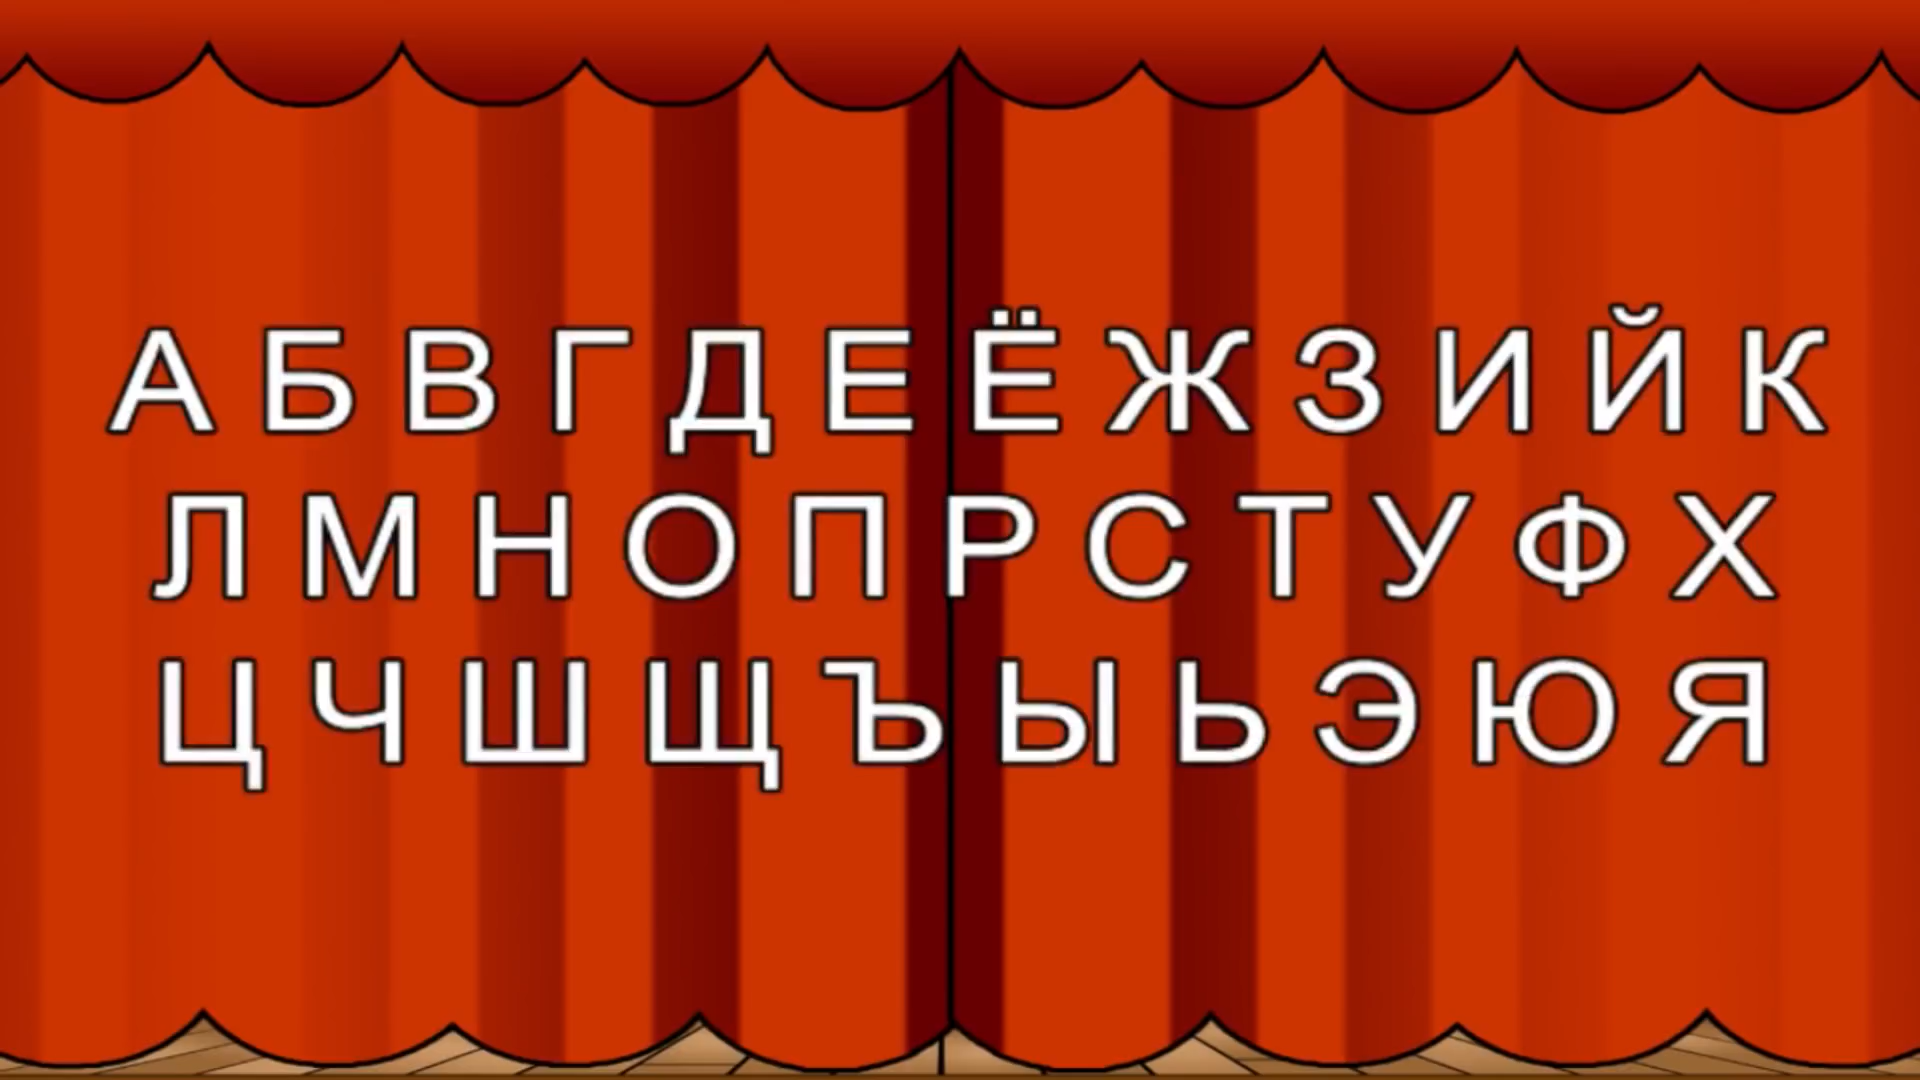 А Б В Г Д Е Ё Ж З И Й К
Л М Н О П Р С Т У Ф Х
Ц Ч Ш Щ Ъ Ы Ь Э Ю Я